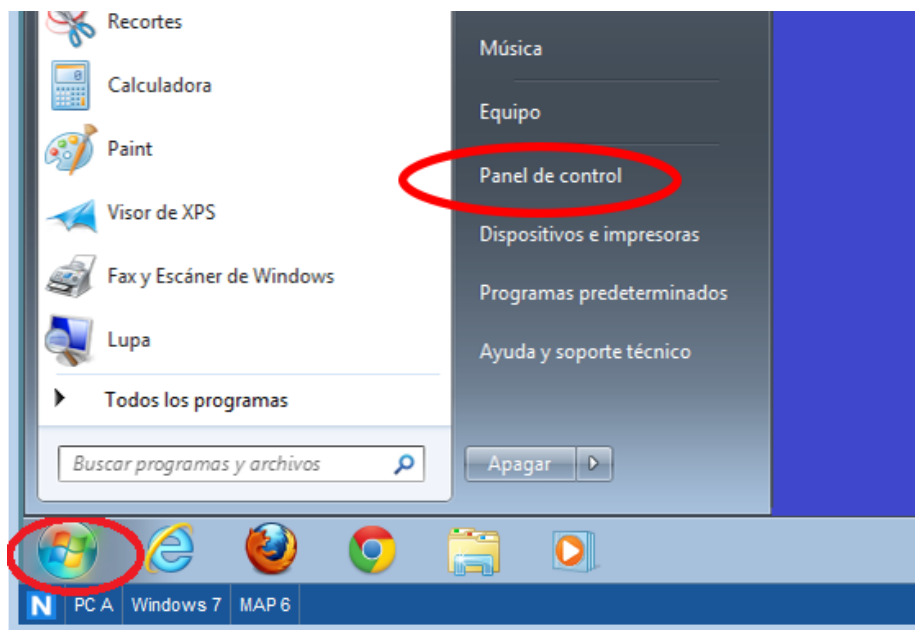 Recortes
Calculadora
Paint
Visor de XPS
Fax y Escáner de Windows
Lupa
Todos los programas
Buscar programas y archivos
Música
Equipo
Panel de control
Dispositivos e impresoras
Programas predeterminados
Ayuda y soporte técnico
Apagar
N PC A Windows 7 MAP 6